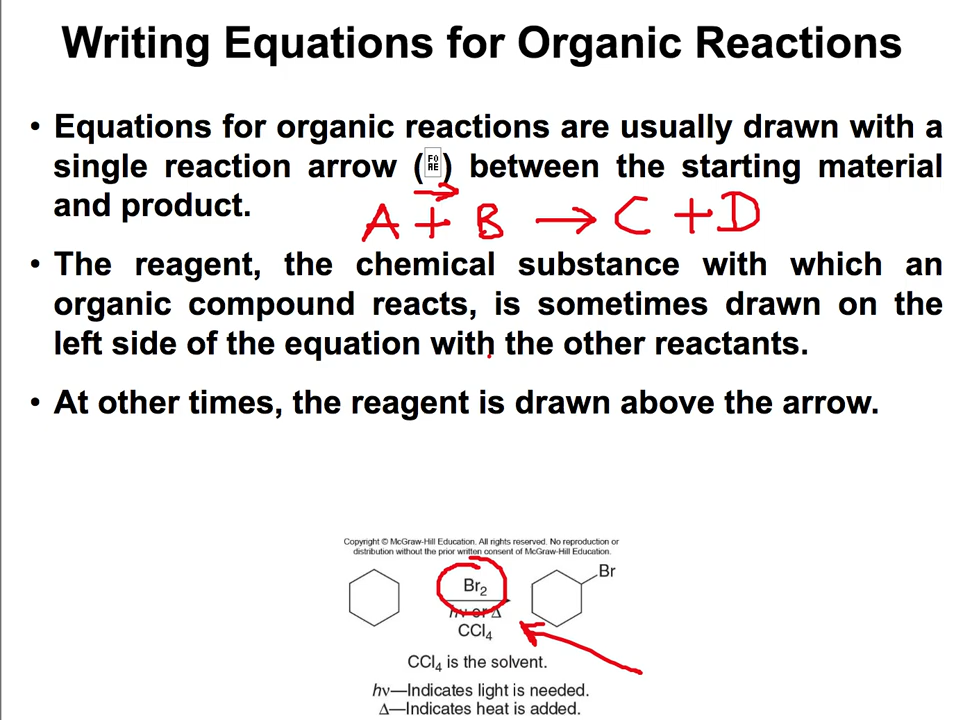 Writing Equations for Organic Reactions
• Equations for organic reactions are usually drawn with a
single reaction arrow () between the starting material
and product.
A + B → C + D
• The reagent, the chemical substance with which an
organic compound reacts, is sometimes drawn on the
left side of the equation with the other reactants.
• At other times, the reagent is drawn above the arrow.
Copyright © McGraw-Hill Education. All rights reserved. No reproduction or
distribution without the prior written consent of McGraw-Hill Education.
Br
Br₂
hν or Δ
CCl₄
CCl₄ is the solvent.
hν—Indicates light is needed.
Δ—Indicates heat is added.